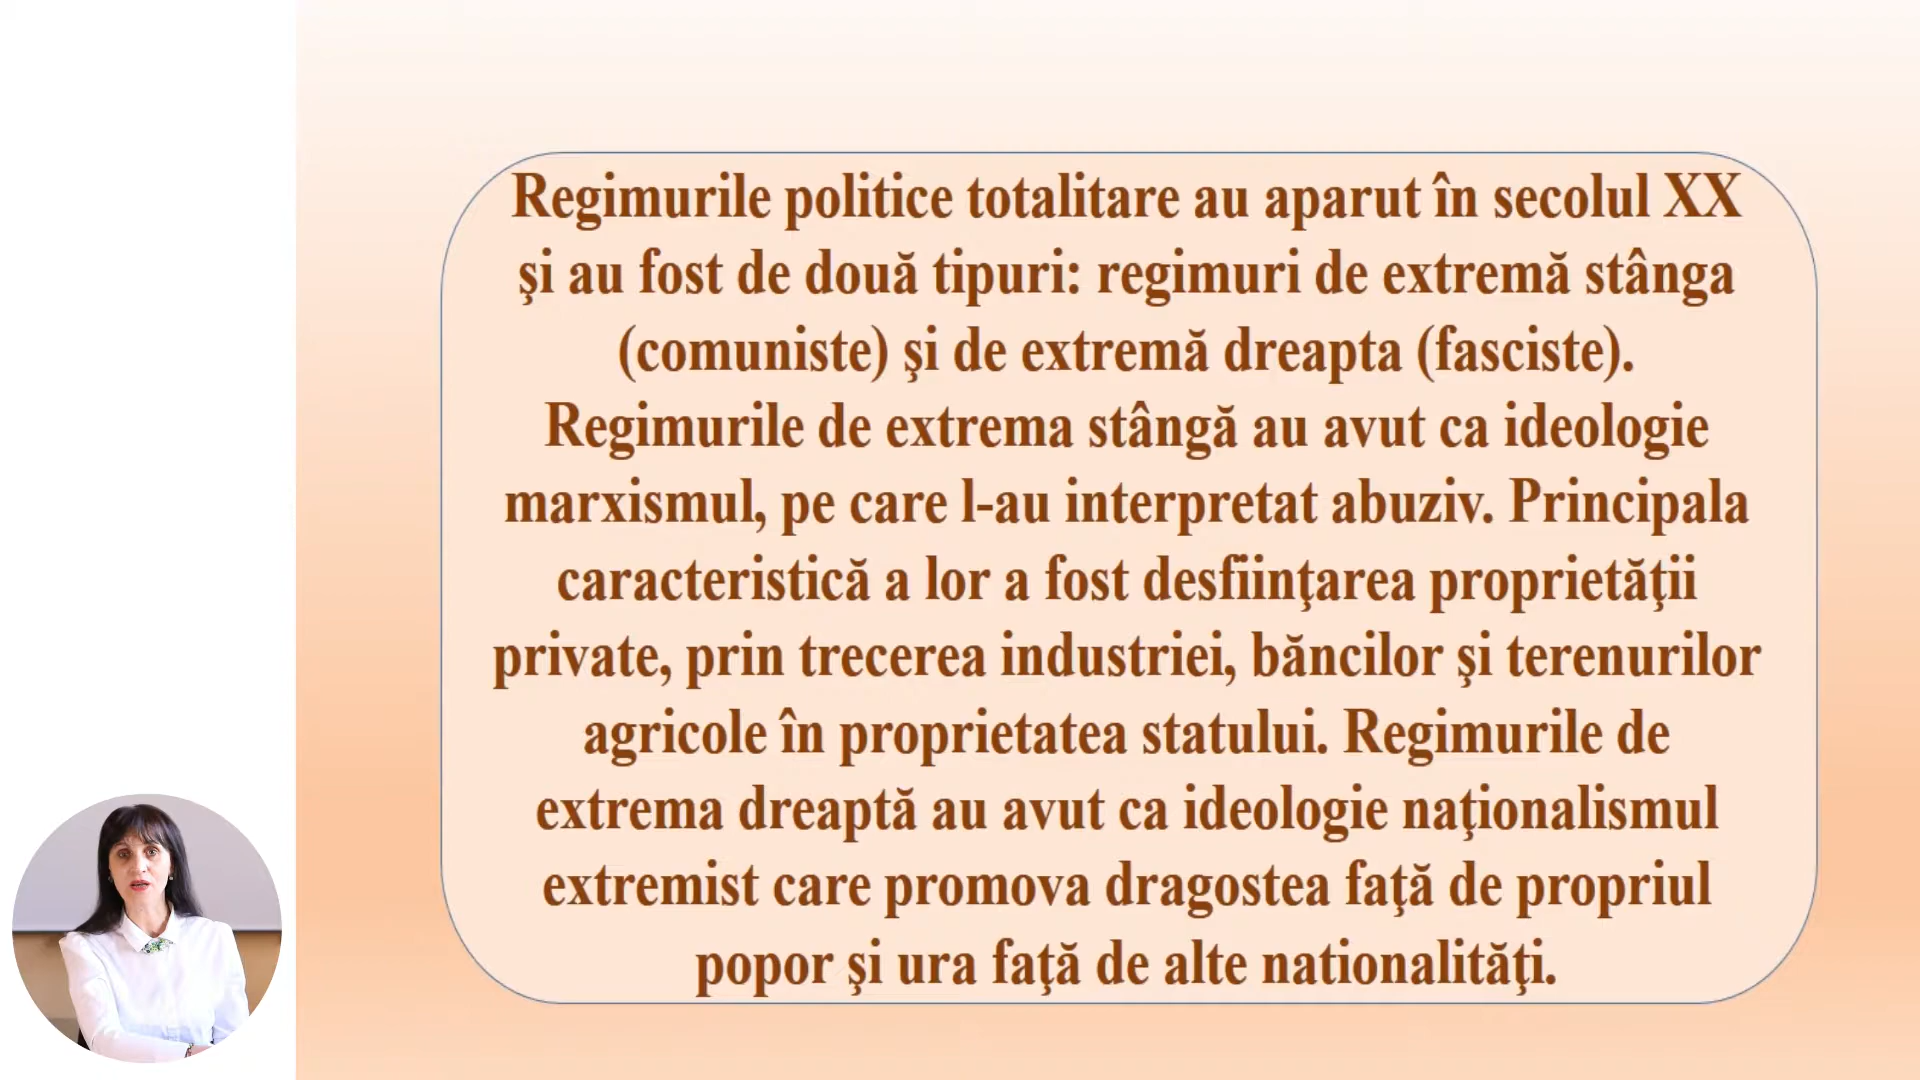 Regimurile politice totalitare au aparut în secolul XX
şi au fost de două tipuri: regimuri de extremă stânga
(comuniste) şi de extremă dreapta (fasciste).
Regimurile de extrema stângă au avut ca ideologie
marxismul, pe care l-au interpretat abuziv. Principala
caracteristică a lor a fost desfiinţarea proprietăţii
private, prin trecerea industriei, băncilor şi terenurilor
agricole în proprietatea statului. Regimurile de
extrema dreaptă au avut ca ideologie naţionalismul
extremist care promova dragostea faţă de propriul
popor şi ura faţă de alte nationalităţi.